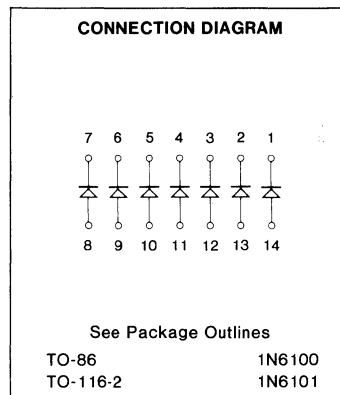 CONNECTION DIAGRAM
7 6 5 4 3 2 1
8 9 10 11 12 13 14
See Package Outlines
TO-86 1N6100
TO-116-2 1N6101